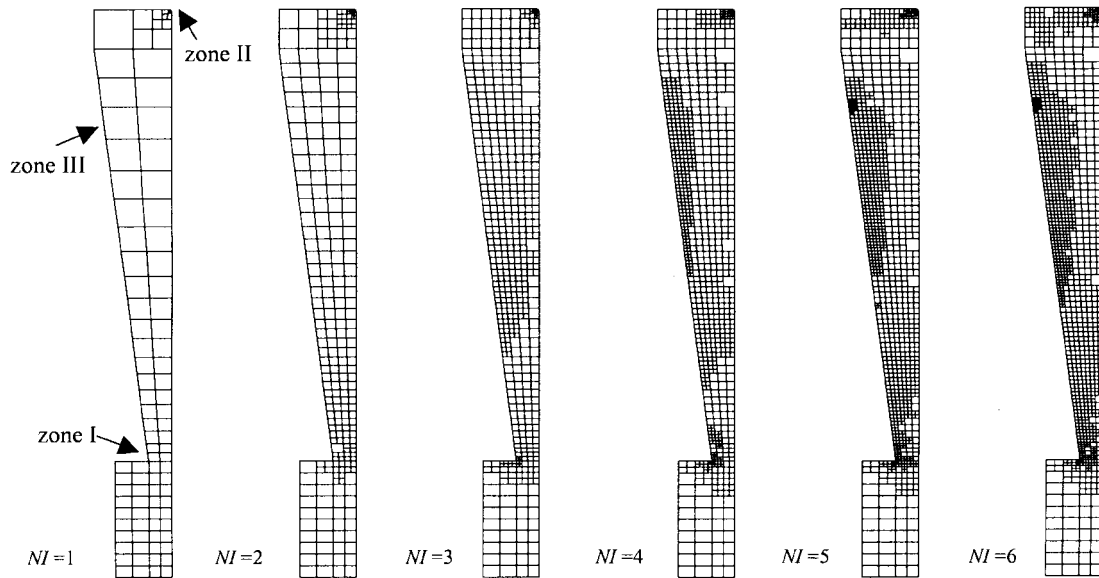 zone II
zone III
zone I
NI =1
NI =2
NI =3
NI =4
NI =5
NI =6